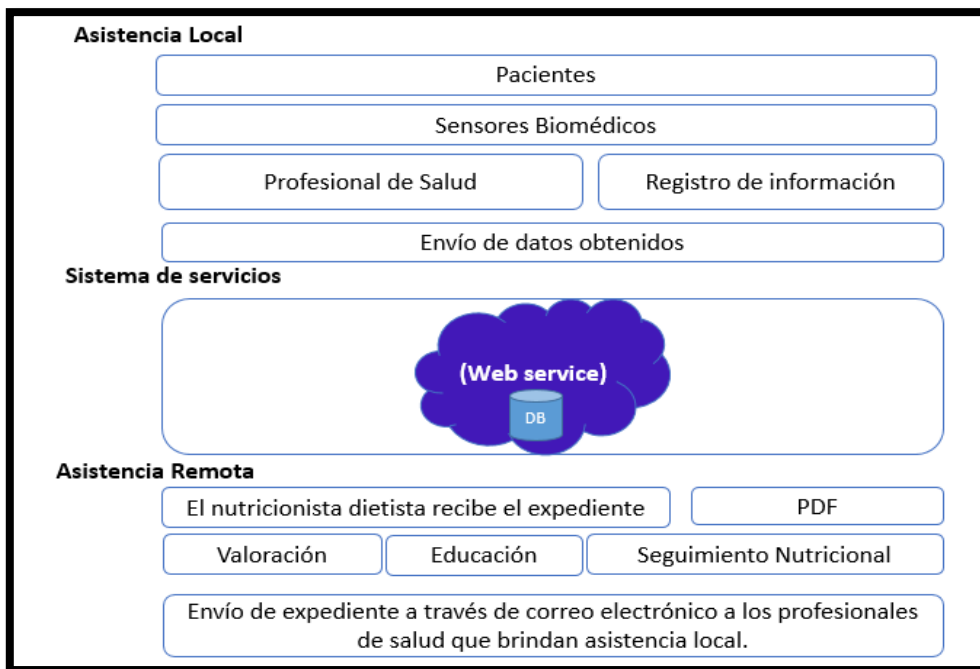 Asistencia Local
Pacientes
Sensores Biomédicos
Profesional de Salud
Registro de información
Envío de datos obtenidos
Sistema de servicios
(Web service)
DB
Asistencia Remota
El nutricionista dietista recibe el expediente
PDF
Valoración
Educación
Seguimiento Nutricional
Envío de expediente a través de correo electrónico a los profesionales
de salud que brindan asistencia local.